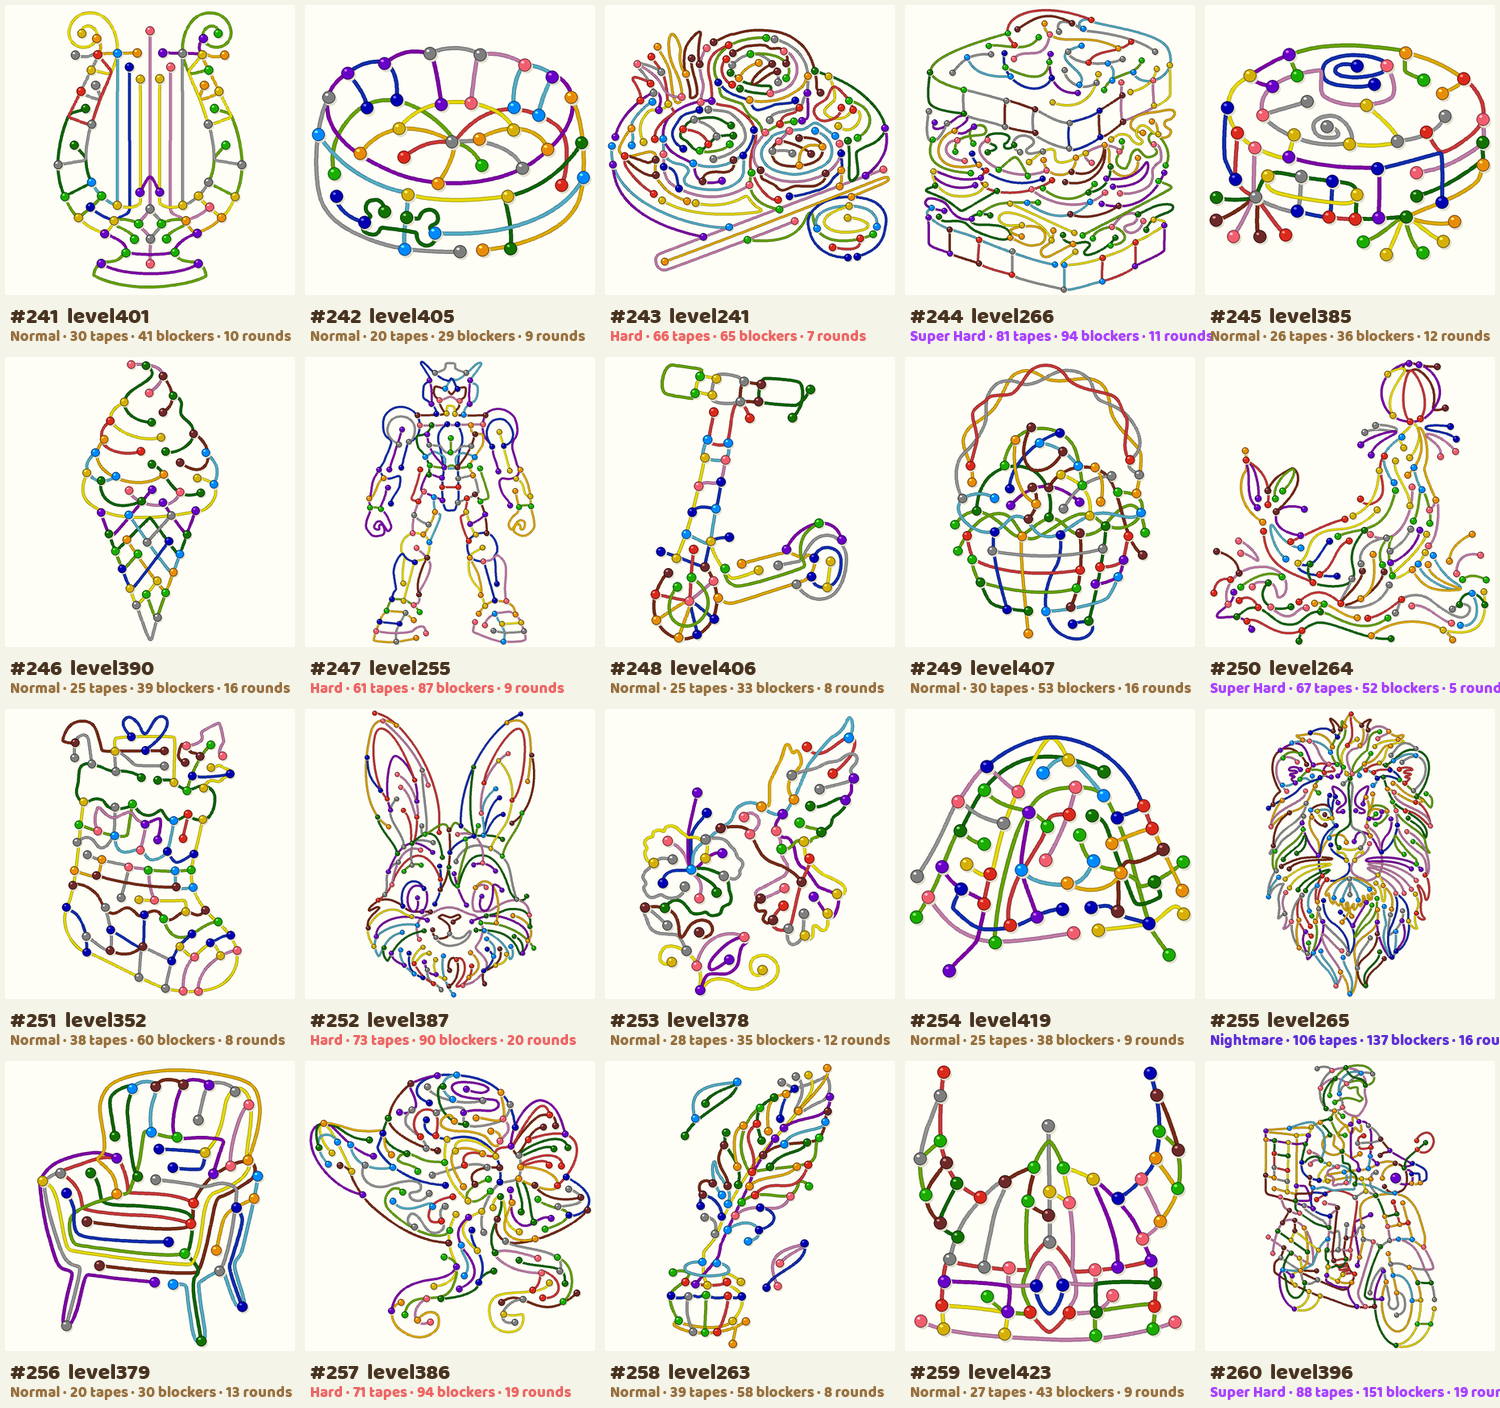 #241 level401
Normal · 30 tapes · 41 blockers · 10 rounds
#242 level405
Normal · 20 tapes · 29 blockers · 9 rounds
#243 level241
Hard · 66 tapes · 65 blockers · 7 rounds
#244 level266
Super Hard · 81 tapes · 94 blockers · 11 rounds
#245 level385
Normal · 26 tapes · 36 blockers · 12 rounds
#246 level390
Normal · 25 tapes · 39 blockers · 16 rounds
#247 level255
Hard · 61 tapes · 87 blockers · 9 rounds
#248 level406
Normal · 25 tapes · 33 blockers · 8 rounds
#249 level407
Normal · 30 tapes · 53 blockers · 16 rounds
#250 level264
Super Hard · 67 tapes · 52 blockers · 5 round
#251 level352
Normal · 38 tapes · 60 blockers · 8 rounds
#252 level387
Hard · 73 tapes · 90 blockers · 20 rounds
#253 level378
Normal · 28 tapes · 35 blockers · 12 rounds
#254 level419
Normal · 25 tapes · 38 blockers · 9 rounds
#255 level265
Nightmare · 106 tapes · 137 blockers · 16 rou
#256 level379
Normal · 20 tapes · 30 blockers · 13 rounds
#257 level386
Hard · 71 tapes · 94 blockers · 19 rounds
#258 level263
Normal · 39 tapes · 58 blockers · 8 rounds
#259 level423
Normal · 27 tapes · 43 blockers · 9 rounds
#260 level396
Super Hard · 88 tapes · 151 blockers · 19 rour